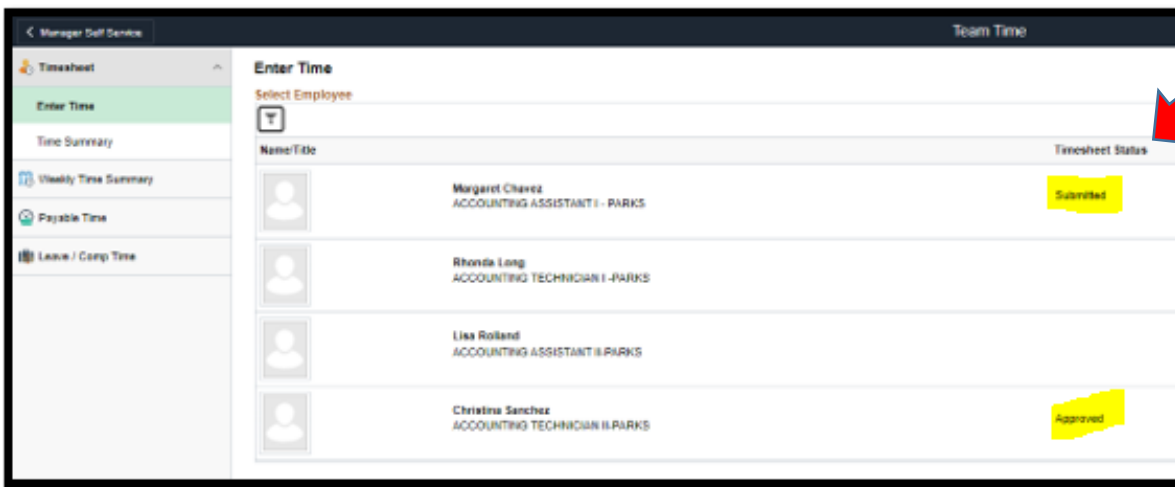 Manager Self Service
Team Time
Timesheet
Enter Time
Time Summary
Weekly Time Summary
Payable Time
Leave / Comp Time
Enter Time
Select Employee
Name/Title
Timesheet Status
Margaret Chavez
ACCOUNTING ASSISTANT I - PARKS
Submitted
Rhonda Long
ACCOUNTING TECHNICIAN I -PARKS
Lisa Rolland
ACCOUNTING ASSISTANT II-PARKS
Christina Sanchez
ACCOUNTING TECHNICIAN II-PARKS
Approved